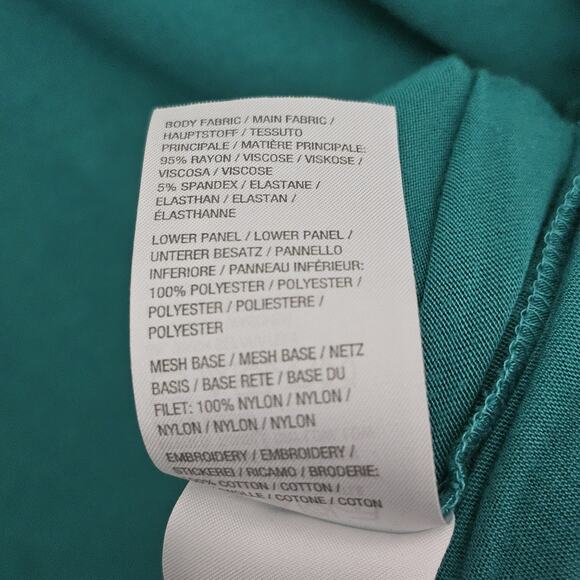 BODY FABRIC / MAIN FABRIC /
HAUPTSTOFF / TESSUTO
PRINCIPALE / MATIÈRE PRINCIPALE:
95% RAYON / VISCOSE / VISKOSE /
VISCOSA / VISCOSE
5% SPANDEX / ELASTANE /
ELASTHAN / ELASTAN /
ÉLASTHANNE
LOWER PANEL / LOWER PANEL /
UNTERER BESATZ / PANNELLO
INFERIORE / PANNEAU INFÉRIEUR:
100% POLYESTER / POLYESTER /
POLYESTER / POLIESTERE /
POLYESTER
MESH BASE / MESH BASE / NETZ
BASIS / BASE RETE / BASE DU
FILET: 100% NYLON / NYLON /
NYLON / NYLON / NYLON
EMBROIDERY / EMBROIDERY /
STICKEREI / RICAMO / BRODERIE:
COTTON / COTTON /
/ COTONE / COTON